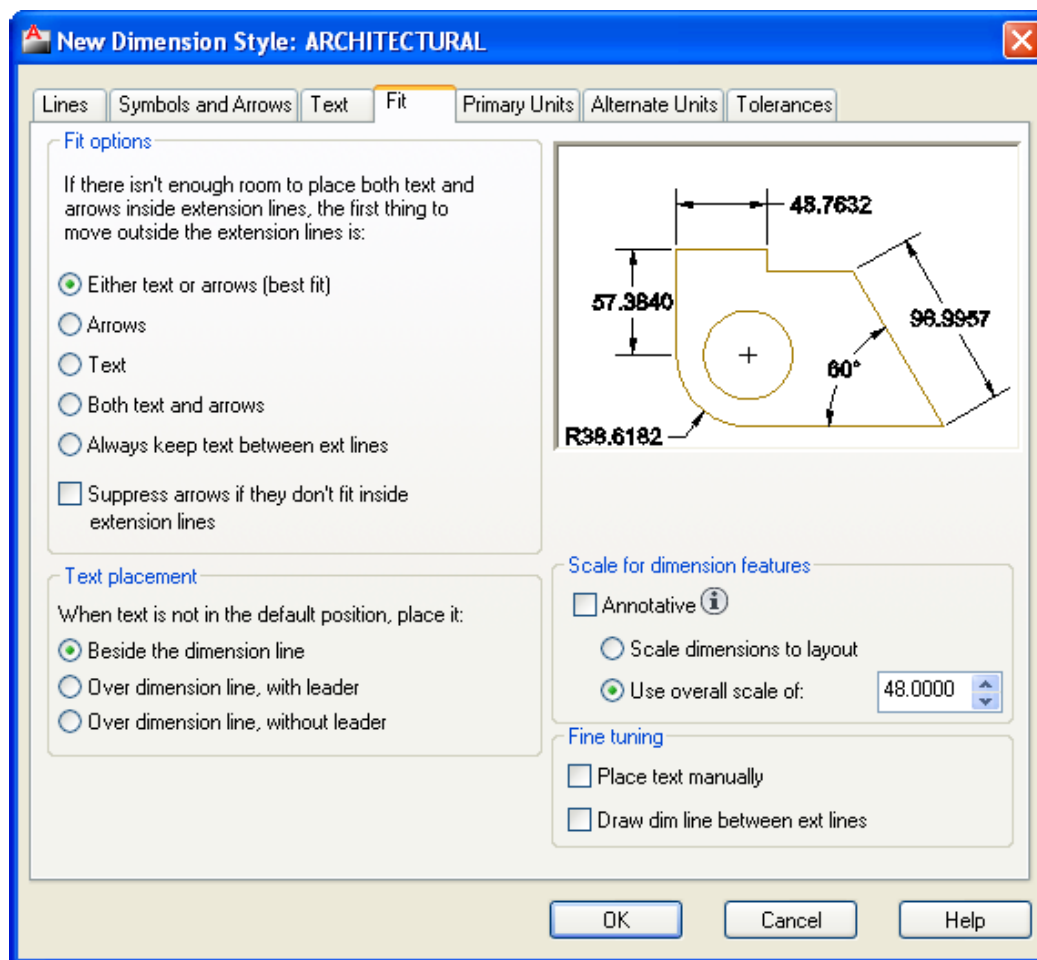 New Dimension Style: ARCHITECTURAL
Lines
Symbols and Arrows
Text
Fit
Primary Units
Alternate Units
Tolerances
Fit options
If there isn't enough room to place both text and
arrows inside extension lines, the first thing to
move outside the extension lines is:
Either text or arrows (best fit)
Arrows
Text
Both text and arrows
Always keep text between ext lines
Suppress arrows if they don't fit inside
extension lines
Text placement
When text is not in the default position, place it:
Beside the dimension line
Over dimension line, with leader
Over dimension line, without leader
48.7632
57.3840
98.9957
60°
R38.6182
Scale for dimension features
Annotative
Scale dimensions to layout
Use overall scale of:
48.0000
Fine tuning
Place text manually
Draw dim line between ext lines
OK
Cancel
Help